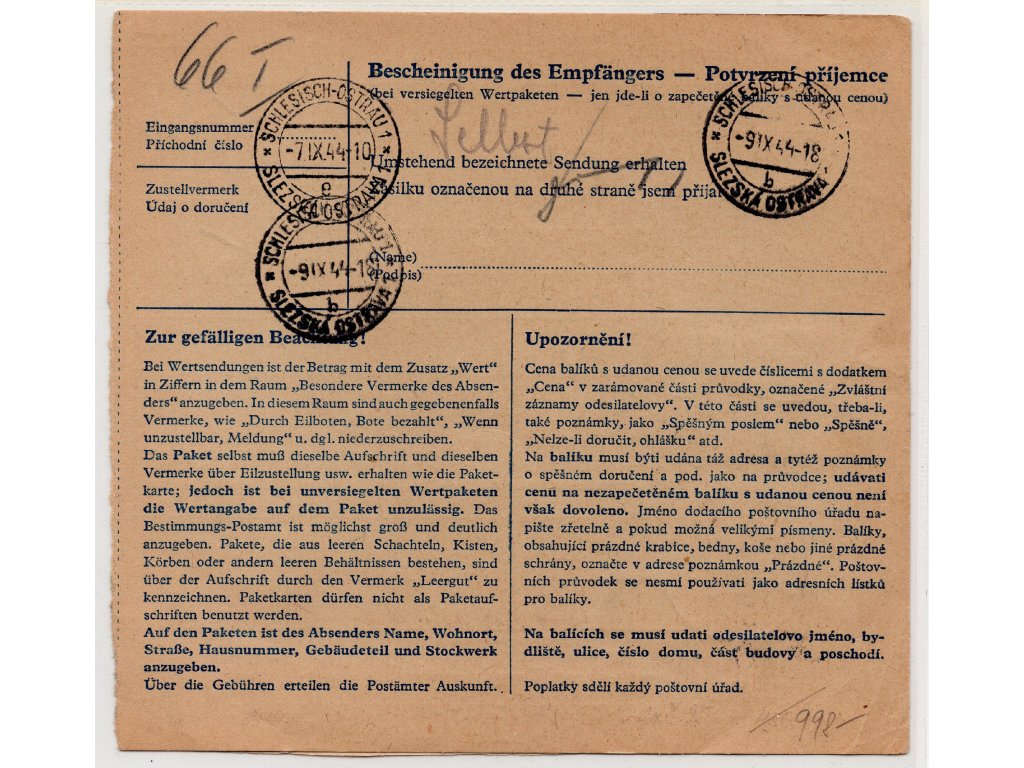 66 I
Bescheinigung des Empfängers — Potvrzení příjemce
(bei versiegelten Wertpaketen — jen jde-li o zapečetěné balíky s udanou cenou)
SCHLESISCH-OSTRAU 1
-7.IX.44-10
e
SLEZSKÁ OSTRAVA 1
SCHLESISCH-OSTRAU
-9IX.44-18
b
SLEZSKÁ OSTRAVA 1
Eingangsnummer
Příchodní číslo
Umstehend bezeichnete Sendung erhalten
Zásilku označenou na druhé straně jsem přijal
Zustellvermerk
Údaj o doručení
SCHLESISCH-OSTRAU 1
-9IX.44-18
b
SLEZSKÁ OSTRAVA 1
(Name)
(Podpis)
Zur gefälligen Beachtung!
Bei Wertsendungen ist der Betrag mit dem Zusatz „Wert“
in Ziffern in dem Raum „Besondere Vermerke des Absen-
ders“ anzugeben. In diesem Raum sind auch gegebenenfalls
Vermerke, wie „Durch Eilboten, Bote bezahlt“, „Wenn
unzustellbar, Meldung“ u. dgl. niederzuschreiben.
Das Paket selbst muß dieselbe Aufschrift und dieselben
Vermerke über Eilzustellung usw. erhalten wie die Paket-
karte; jedoch ist bei unversiegelten Wertpaketen
die Wertangabe auf dem Paket unzulässig. Das
Bestimmungs-Postamt ist möglichst groß und deutlich
anzugeben. Pakete, die aus leeren Schachteln, Kisten,
Körben oder andern leeren Behältnissen bestehen, sind
über der Aufschrift durch den Vermerk „Leergut“ zu
kennzeichnen. Paketkarten dürfen nicht als Paketauf-
schriften benutzt werden.
Auf den Paketen ist des Absenders Name, Wohnort,
Straße, Hausnummer, Gebäudeteil und Stockwerk
anzugeben.
Über die Gebühren erteilen die Postämter Auskunft.
Upozornění!
Cena balíků s udanou cenou se uvede číslicemi s dodatkem
„Cena“ v zarámované části průvodky, označené „Zvláštní
záznamy odesilatelovy“. V této části se uvedou, třeba-li,
také poznámky, jako „Spěšným poslem“ nebo „Spěšně“,
„Nelze-li doručit, ohlášku“ atd.
Na balíku musí býti udána táž adresa a tytéž poznámky
o spěšném doručení a pod. jako na průvodce; udávati
cenu na nezapečetěném balíku s udanou cenou není
však dovoleno. Jméno dodacího poštovního úřadu na-
pište zřetelně a pokud možná velikými písmeny. Balíky,
obsahující prázdné krabice, bedny, koše nebo jiné prázdné
schrány, označte v adrese poznámkou „Prázdné“. Poštov-
ních průvodek se nesmí používati jako adresních lístků
pro balíky.
Na balících se musí udati odesilatelovo jméno, by-
dliště, ulice, číslo domu, část budovy a poschodí.
Poplatky sdělí každý poštovní úřad.
998-